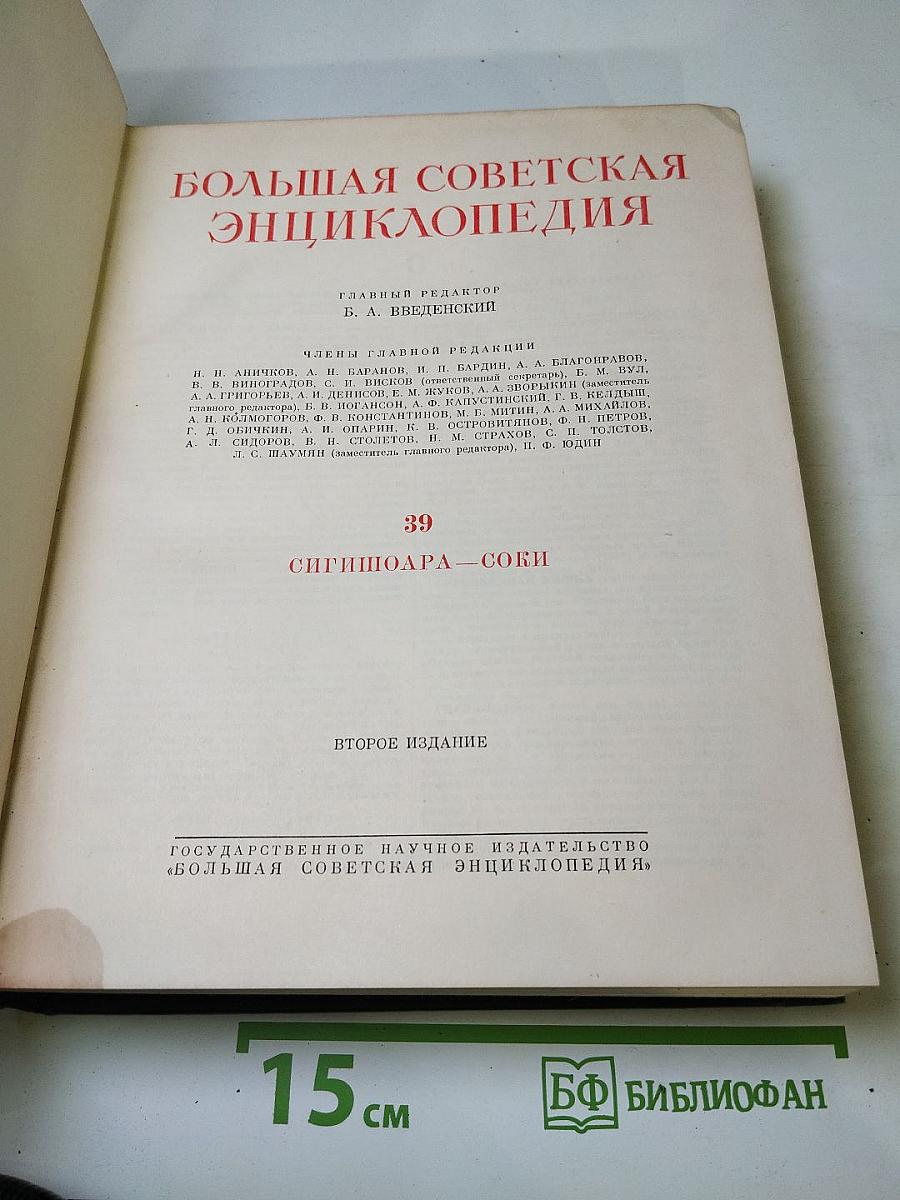 БОЛЬШАЯ СОВЕТСКАЯ
ЭНЦИКЛОПЕДИЯ
ГЛАВНЫЙ РЕДАКТОР
Б. А. ВВЕДЕНСКИЙ
ЧЛЕНЫ ГЛАВНОЙ РЕДАКЦИИ
Н. Н. АНИЧКОВ, А. Н. БАРАНОВ, И. П. БАРДИН, А. А. БЛАГОНРАВОВ,
В. В. ВИНОГРАДОВ, С. И. ВИСКОВ (ответственный секретарь), Б. М. ВУЛ,
А. А. ГРИГОРЬЕВ, А. И. ДЕНИСОВ, Е. М. ЖУКОВ, А. А. ЗВОРЫКИН (заместитель
главного редактора), Б. В. ИОГАНСОН, А. Ф. КАПУСТИНСКИЙ, Г. В. КЕЛДЫШ,
А. Н. КОЛМОГОРОВ, Ф. В. КОНСТАНТИНОВ, М. Б. МИТИН, А. А. МИХАЙЛОВ,
Г. Д. ОБИЧКИН, А. И. ОПАРИН, К. В. ОСТРОВИТЯНОВ, Ф. Н. ПЕТРОВ,
А. Л. СИДОРОВ, В. Н. СТОЛЕТОВ, Н. М. СТРАХОВ, С. П. ТОЛСТОВ,
Л. С. ШАУМЯН (заместитель главного редактора), П. Ф. ЮДИН
39
СИГИШОАРА—СОКИ
ВТОРОЕ ИЗДАНИЕ
ГОСУДАРСТВЕННОЕ НАУЧНОЕ ИЗДАТЕЛЬСТВО
«БОЛЬШАЯ СОВЕТСКАЯ ЭНЦИКЛОПЕДИЯ»
15 см
БФ БИБЛИОФАН